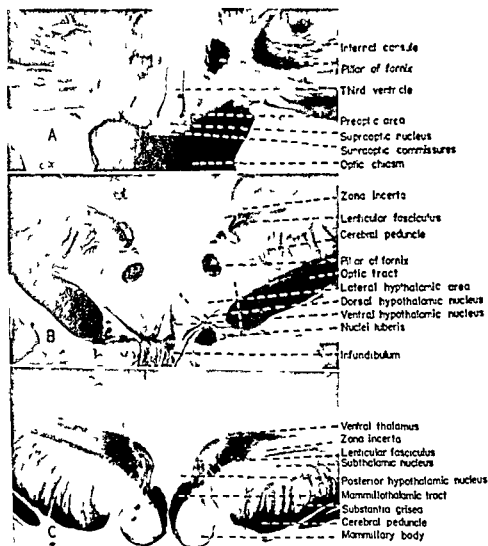 Internal capsule
Pillar of fornix
Third ventricle
Preoptic area
Supraoptic nucleus
Supraoptic commissures
Optic chiasm
A
Zona incerta
Lenticular fasciculus
Cerebral peduncle
Pillar of fornix
Optic tract
Lateral hypthalamic area
Dorsal hypothalamic nucleus
Ventral hypothalamic nucleus
Nuclei tuberis
Infundibulum
B
Ventral thalamus
Zona incerta
Lenticular fasciculus
Subthalamic nucleus
Posterior hypothalamic nucleus
Mammillothalamic tract
Substantia grisea
Cerebral peduncle
Mammillary body
C